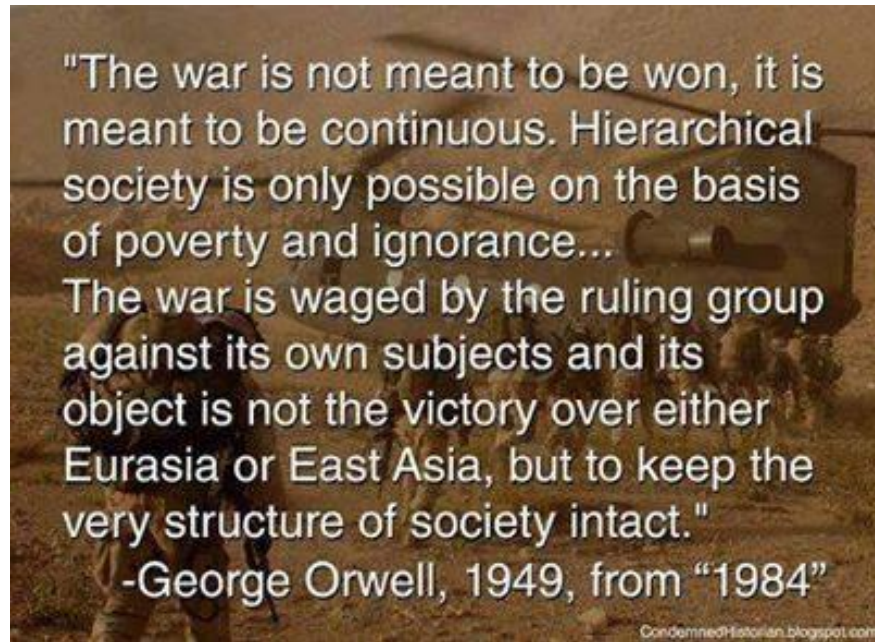 "The war is not meant to be won, it is
meant to be continuous. Hierarchical
society is only possible on the basis
of poverty and ignorance...
The war is waged by the ruling group
against its own subjects and its
object is not the victory over either
Eurasia or East Asia, but to keep the
very structure of society intact."
-George Orwell, 1949, from “1984”
CondemnedHistorian.blogspot.com